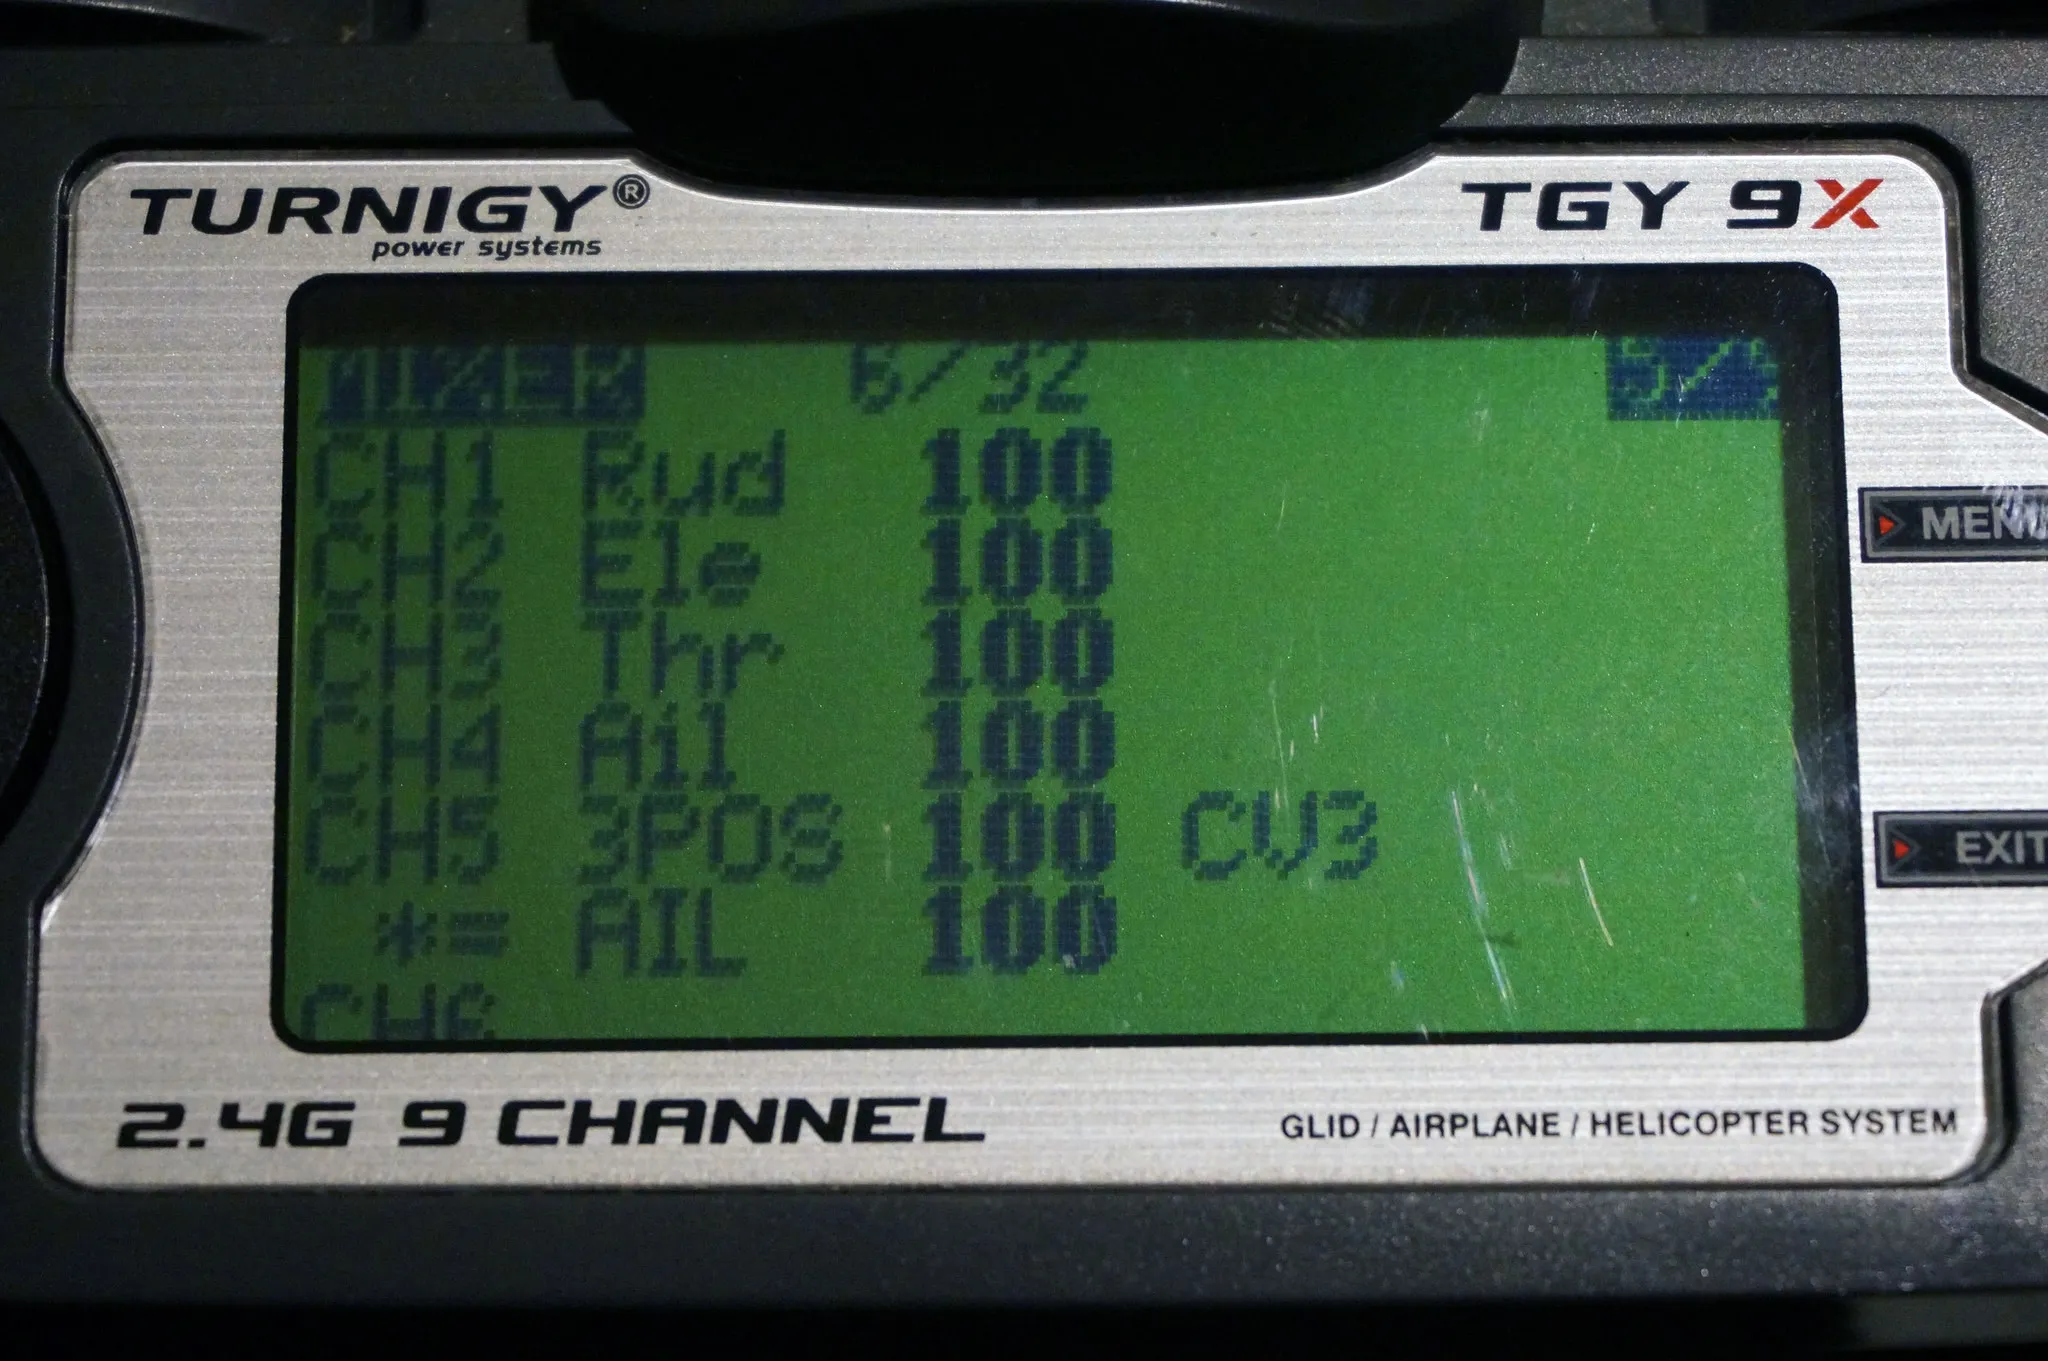 TURNIGY®
power systems
TGY 9X
6/32
CH1 Rud 100
CH2 Ele 100
CH3 Thr 100
CH4 Ail 100
CH5 3POS 100 CV3
*= AIL 100
MENU
EXIT
2.4G 9 CHANNEL
GLID / AIRPLANE / HELICOPTER SYSTEM